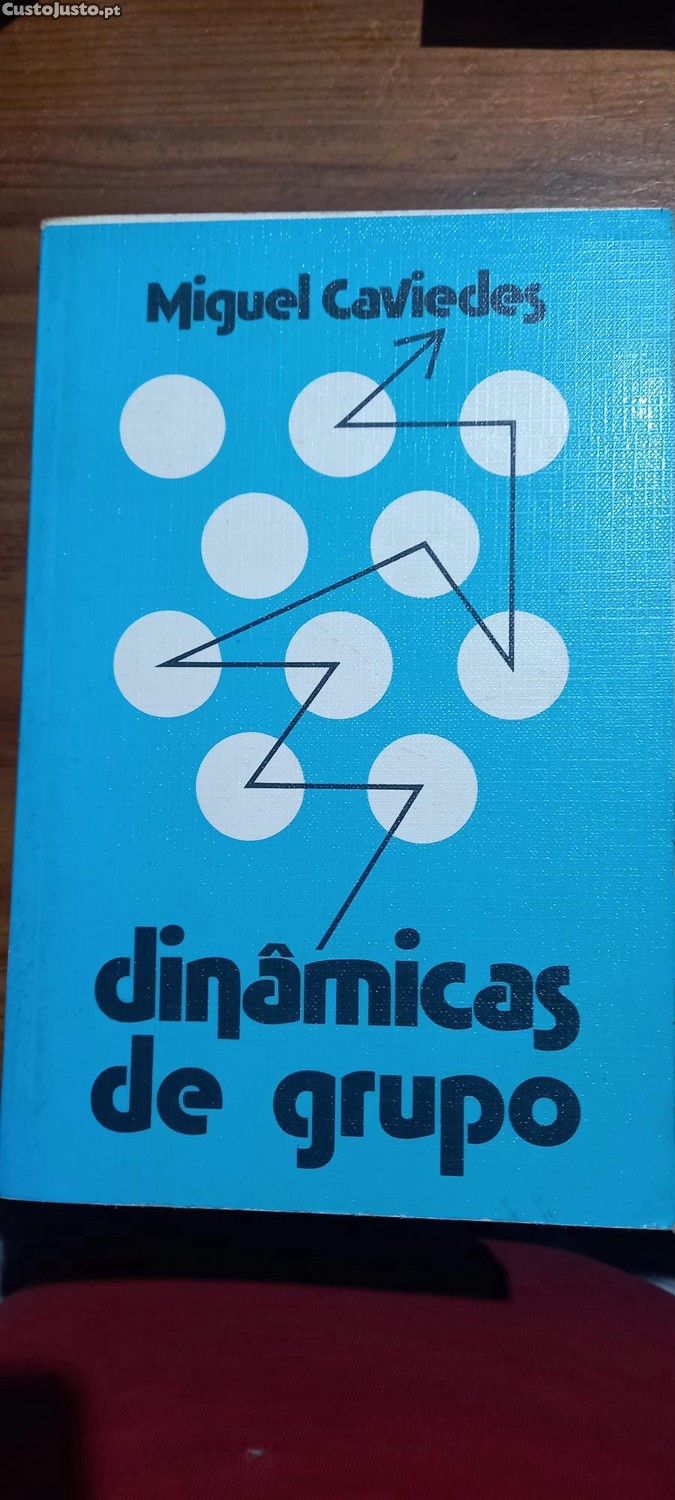 CustoJusto.pt
Miguel Caviedes
dinâmicas
de grupo